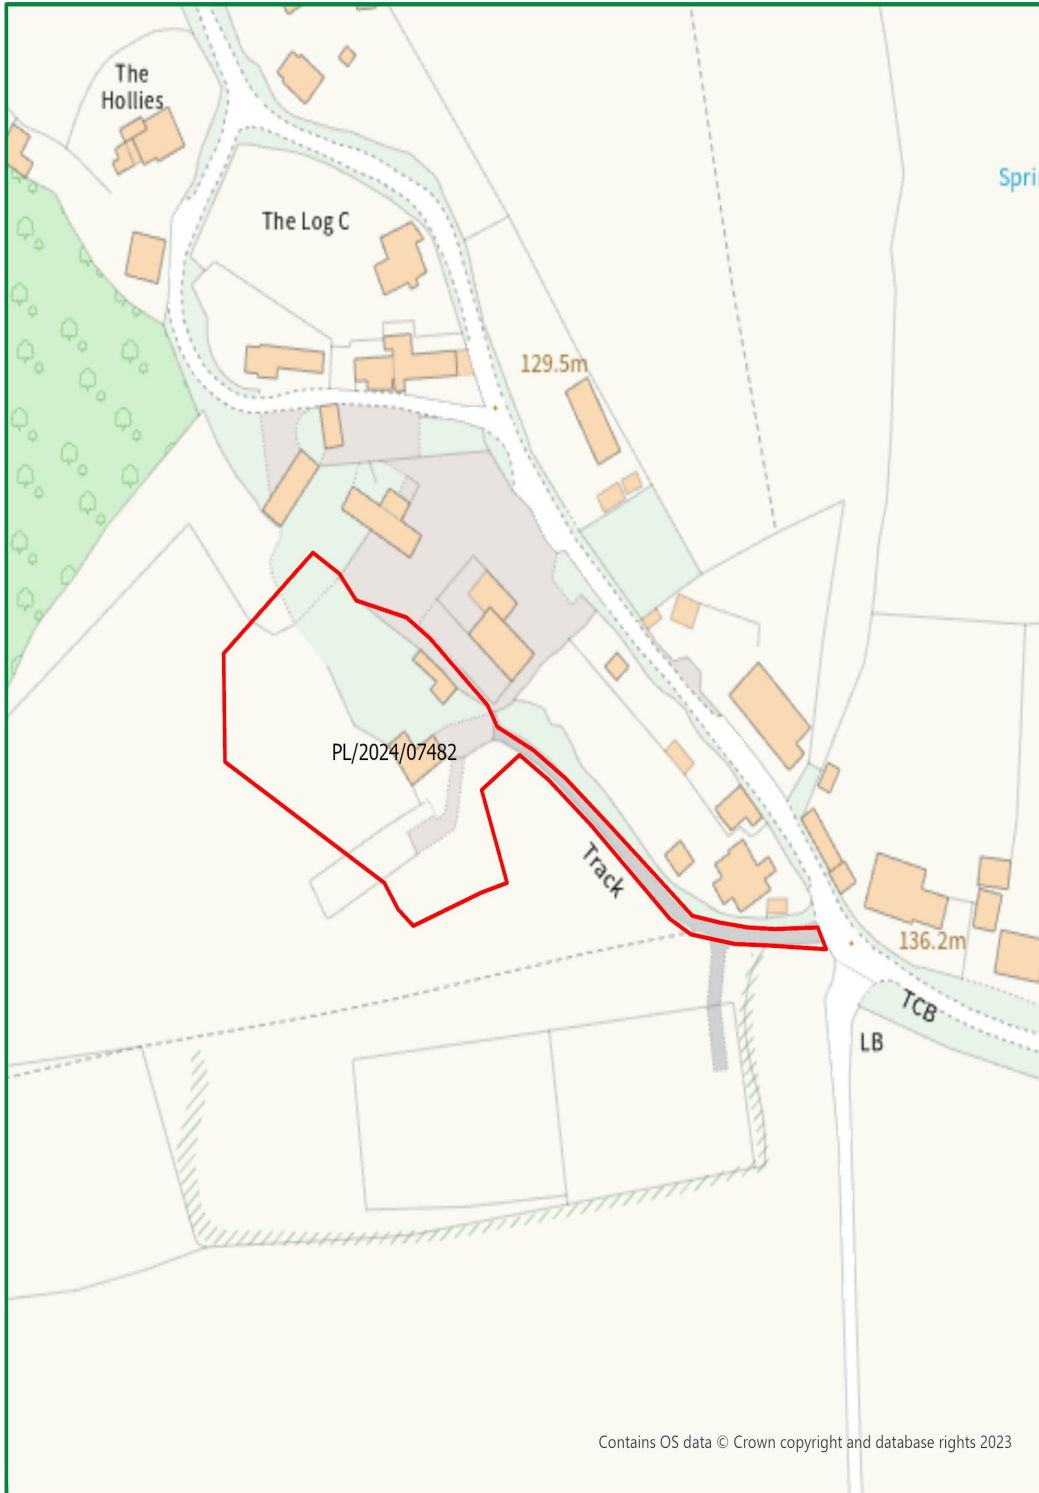 The
Hollies
Spri
The Log C
129.5m
PL/2024/07482
Track
136.2m
TCB
LB
Contains OS data © Crown copyright and database rights 2023